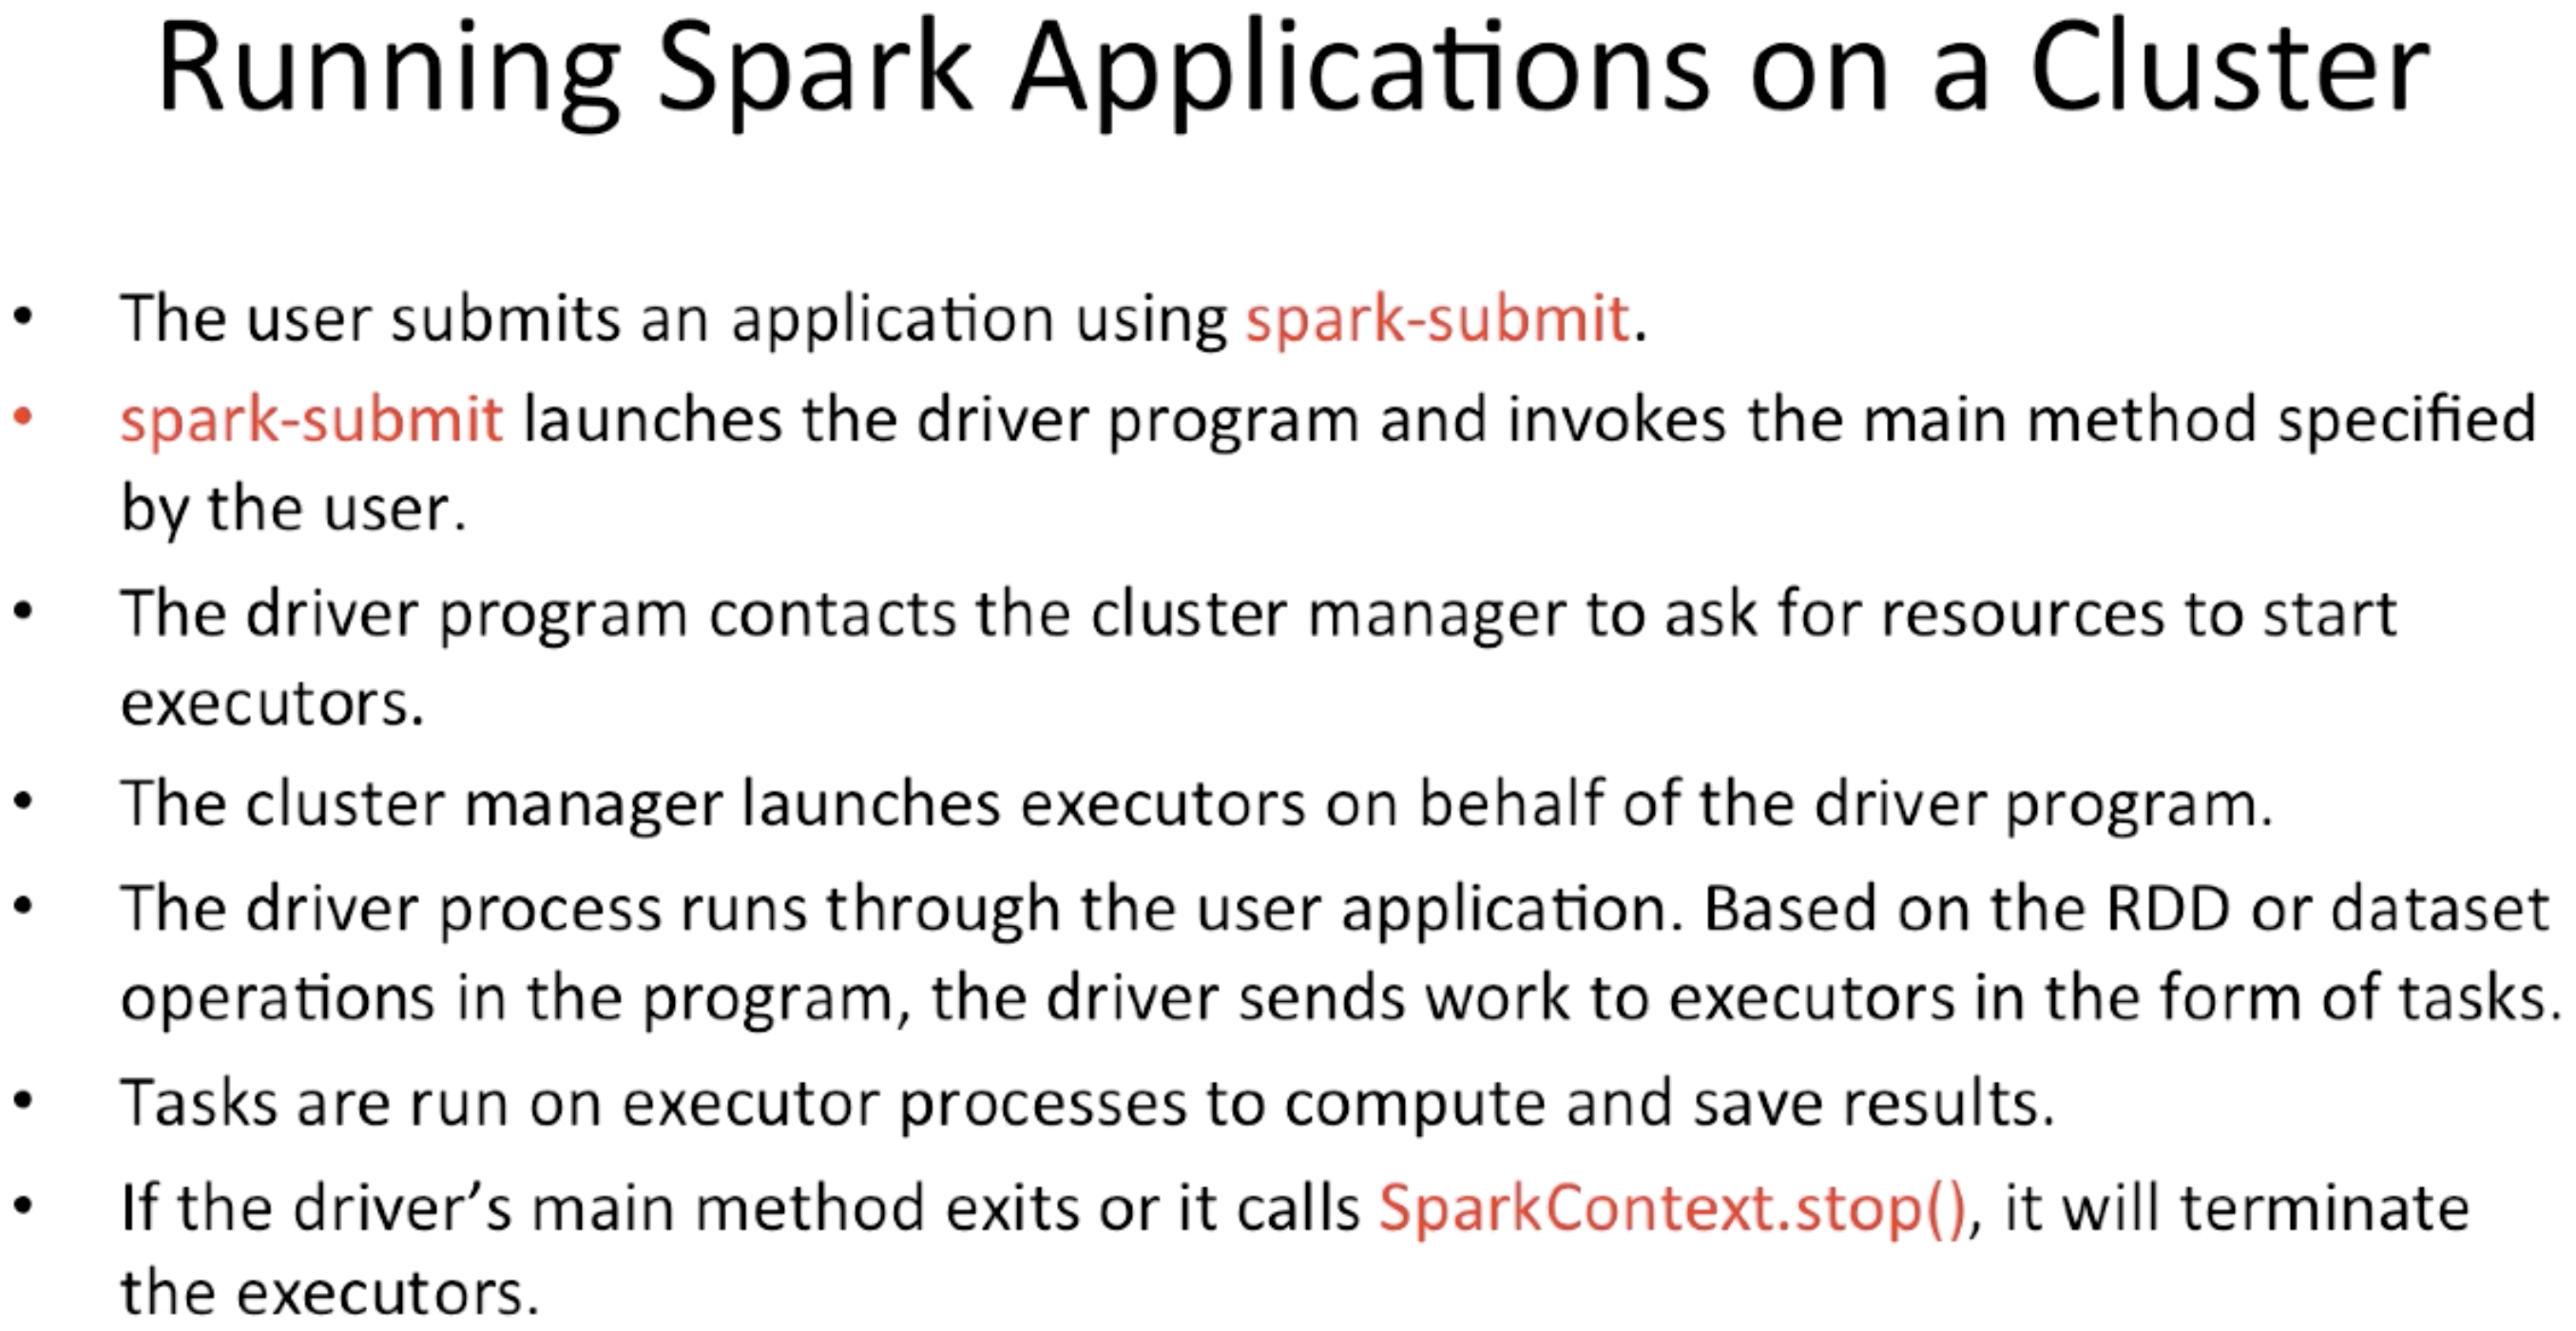 Running Spark Applications on a Cluster
• The user submits an application using spark-submit.
• spark-submit launches the driver program and invokes the main method specified
by the user.
• The driver program contacts the cluster manager to ask for resources to start
executors.
• The cluster manager launches executors on behalf of the driver program.
• The driver process runs through the user application. Based on the RDD or dataset
operations in the program, the driver sends work to executors in the form of tasks.
• Tasks are run on executor processes to compute and save results.
• If the driver’s main method exits or it calls SparkContext.stop(), it will terminate
the executors.